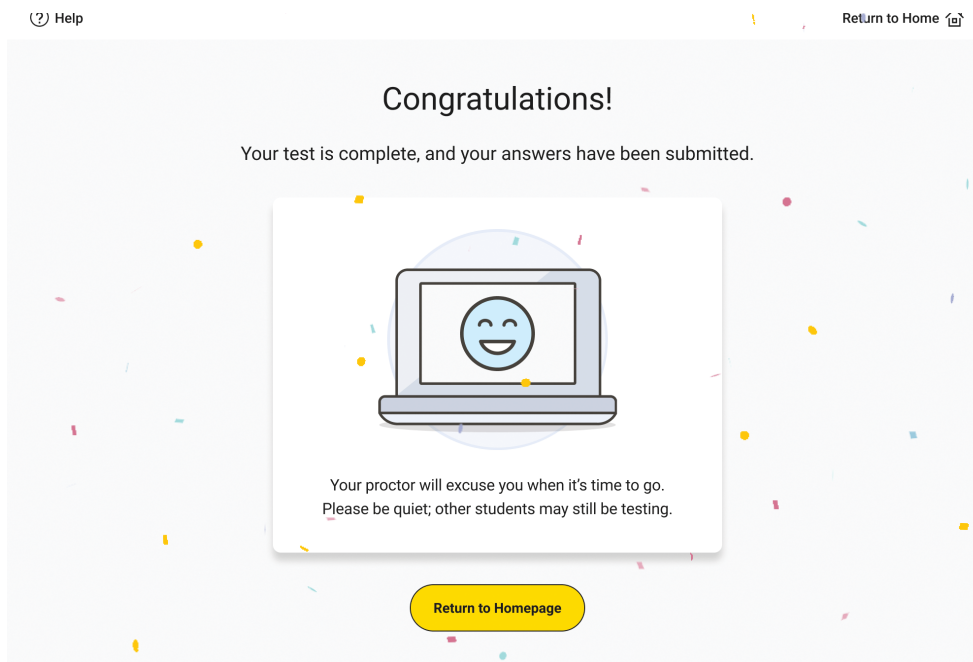 Help
Return to Home
Congratulations!
Your test is complete, and your answers have been submitted.
Your proctor will excuse you when it’s time to go.
Please be quiet; other students may still be testing.
Return to Homepage